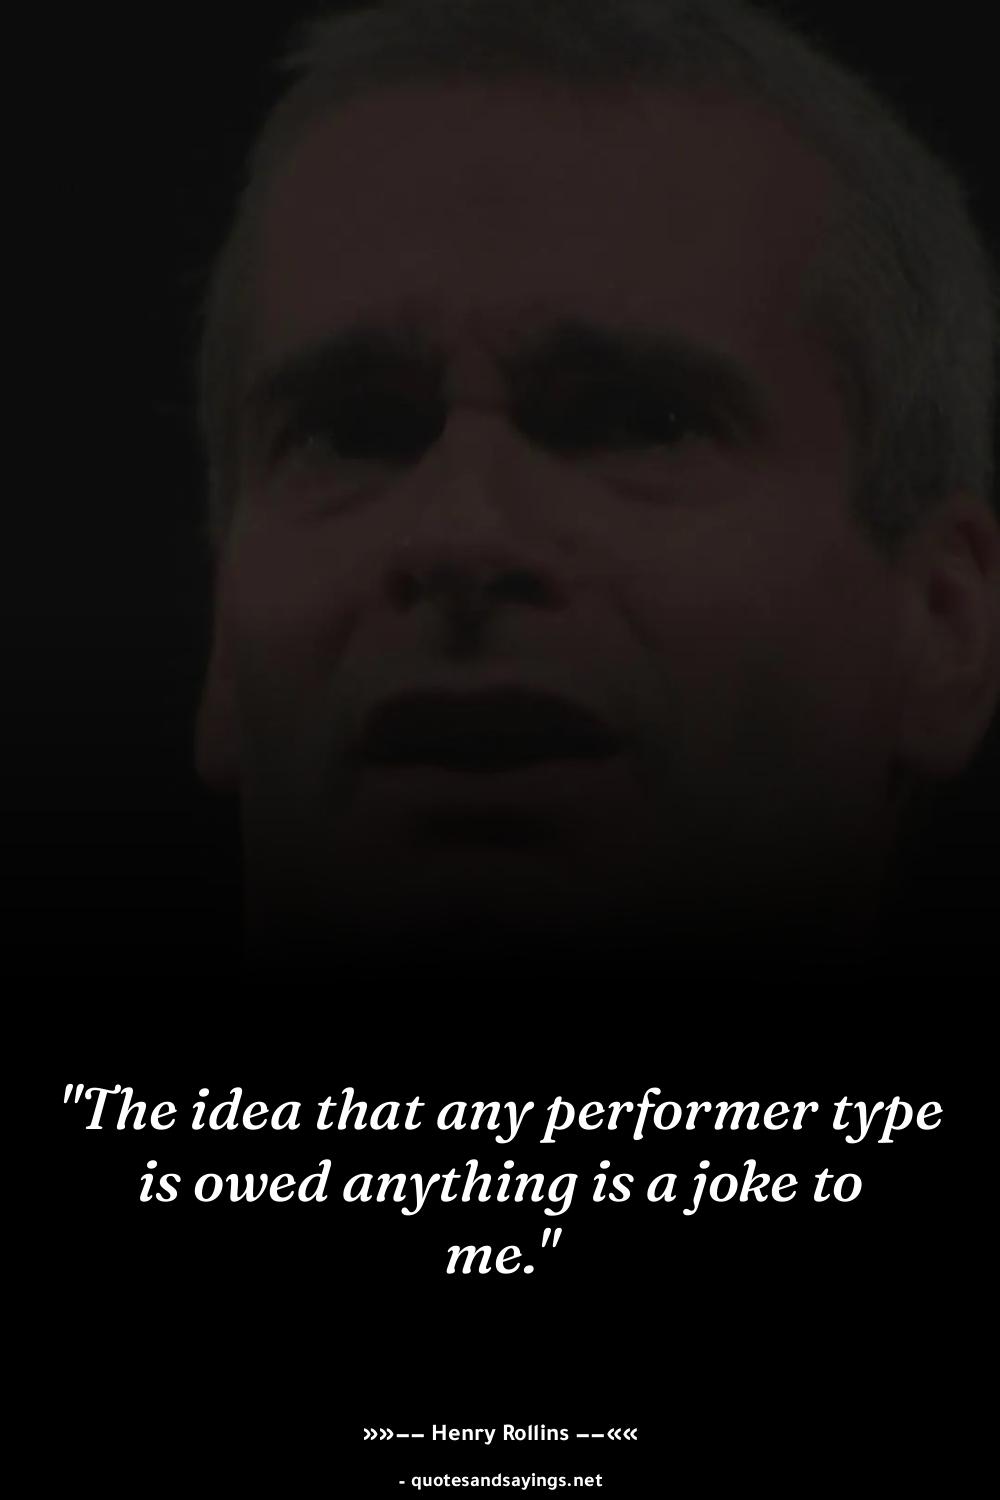 "The idea that any performer type
is owed anything is a joke to
me."
»»−− Henry Rollins −−««
- quotesandsayings.net